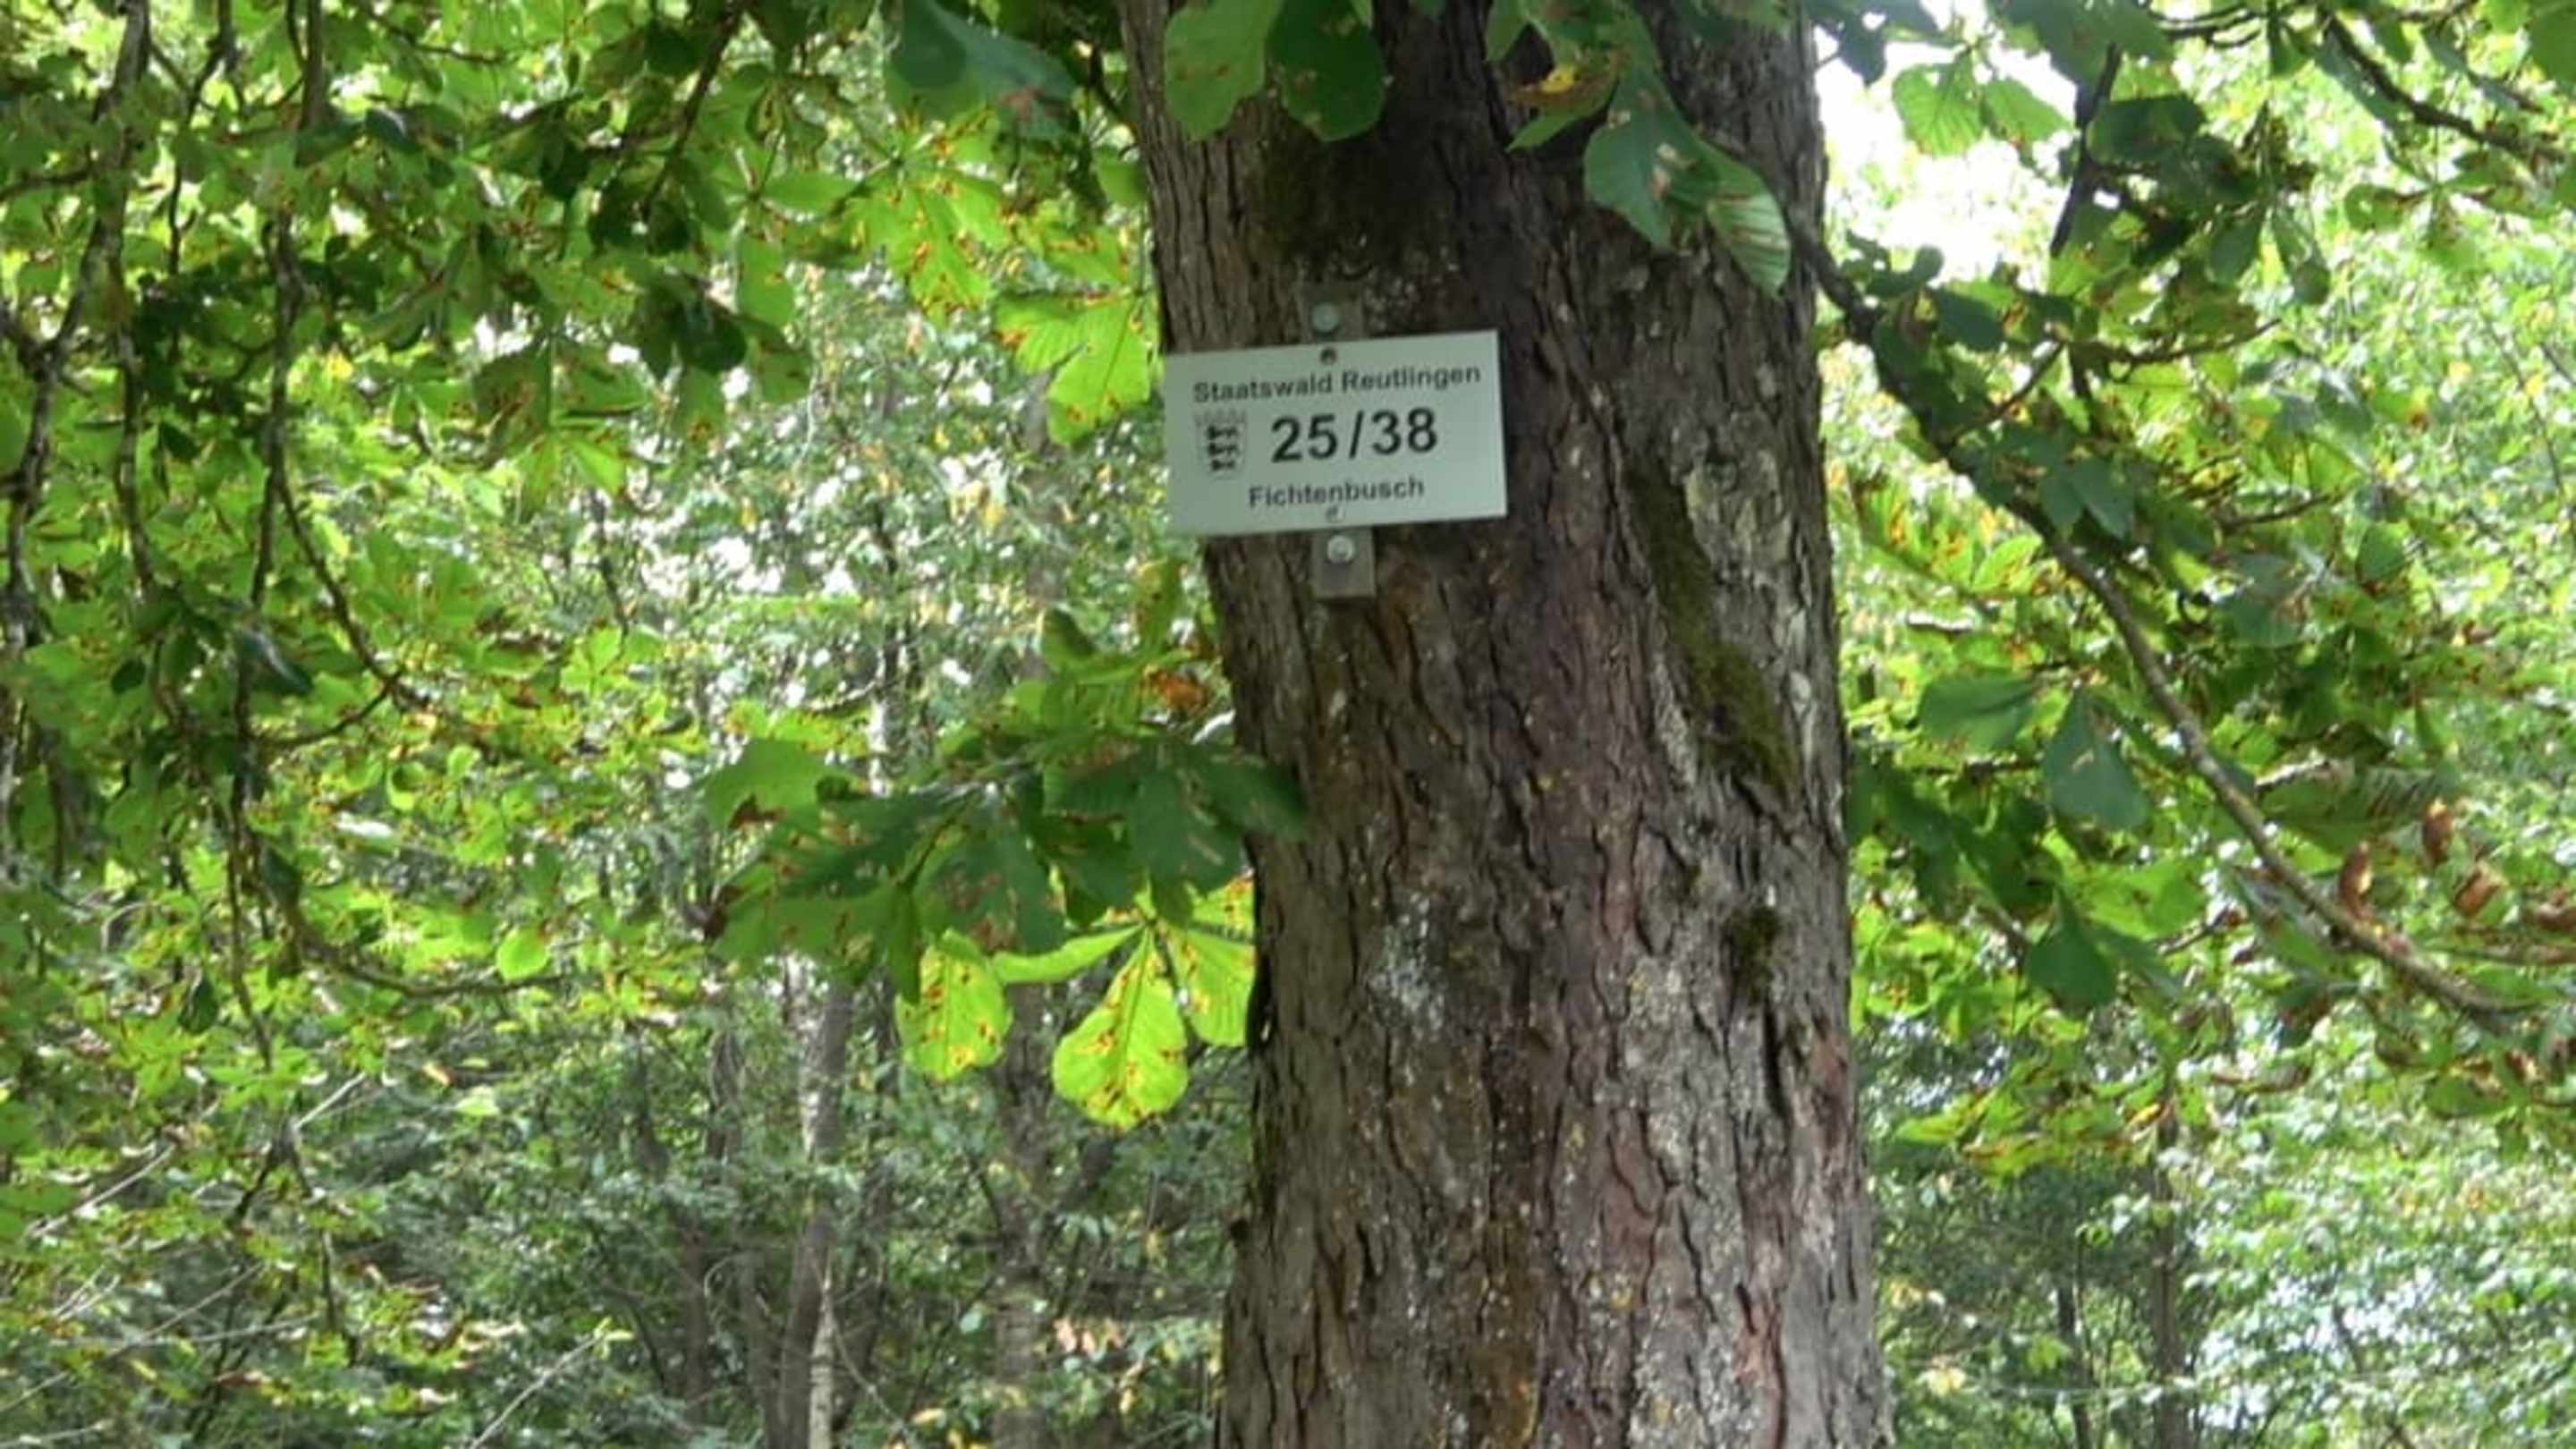 Staatswald Reutlingen
25/38
Fichtenbusch